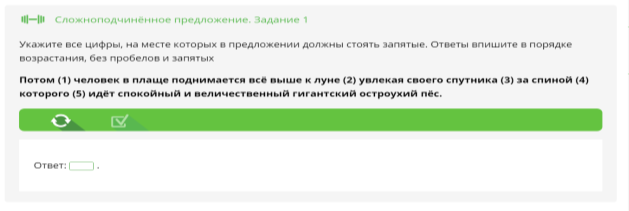 Сложноподчинённое предложение. Задание 1
Укажите все цифры, на месте которых в предложении должны стоять запятые. Ответы впишите в порядке
возрастания, без пробелов и запятых
Потом (1) человек в плаще поднимается всё выше к луне (2) увлекая своего спутника (3) за спиной (4)
которого (5) идёт спокойный и величественный гигантский остроухий пёс.
Ответ: .